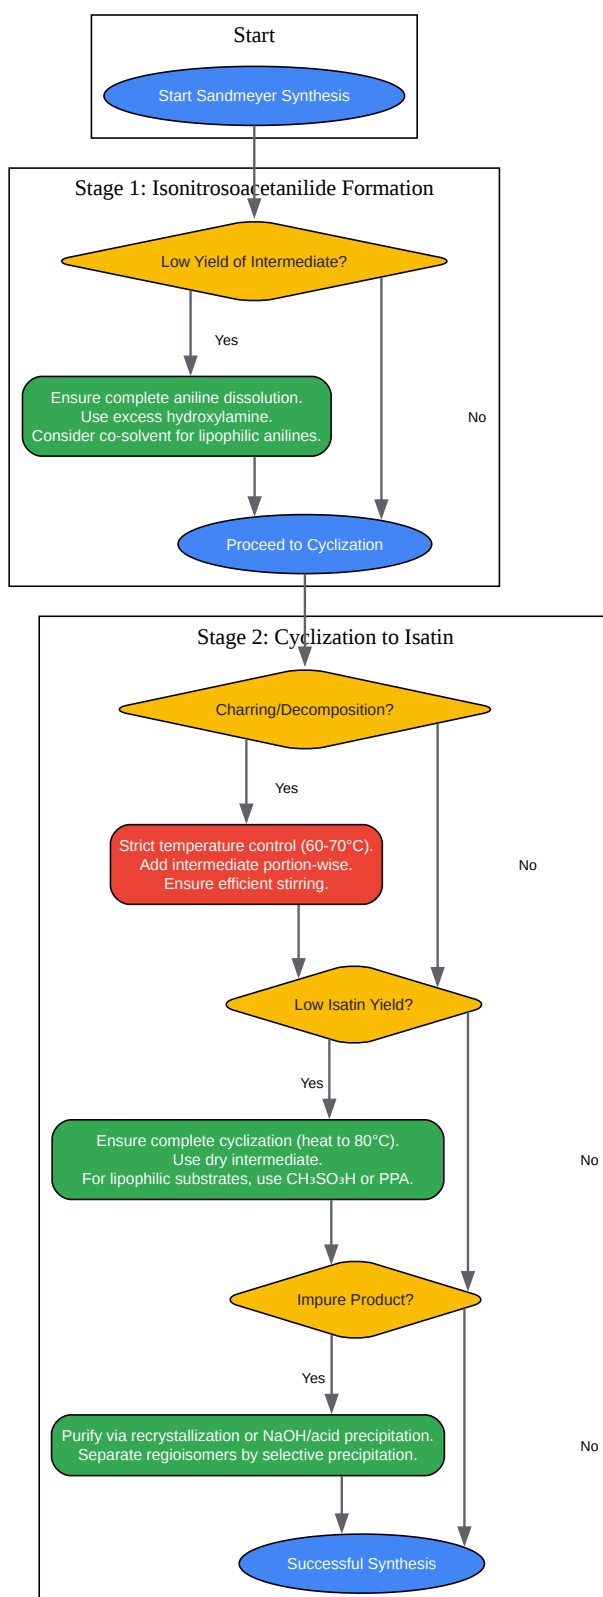 Start
Start Sandmeyer Synthesis
Stage 1: Isonitrosoacetanilide Formation
Low Yield of Intermediate?
Yes
Ensure complete aniline dissolution.
Use excess hydroxylamine.
Consider co-solvent for lipophilic anilines.
No
Proceed to Cyclization
Stage 2: Cyclization to Isatin
Charring/Decomposition?
Yes
Strict temperature control (60-70°C).
Add intermediate portion-wise.
Ensure efficient stirring.
No
Low Isatin Yield?
Yes
Ensure complete cyclization (heat to 80°C).
Use dry intermediate.
For lipophilic substrates, use CH₃SO₃H or PPA.
No
Impure Product?
Yes
Purify via recrystallization or NaOH/acid precipitation.
Separate regioisomers by selective precipitation.
No
Successful Synthesis